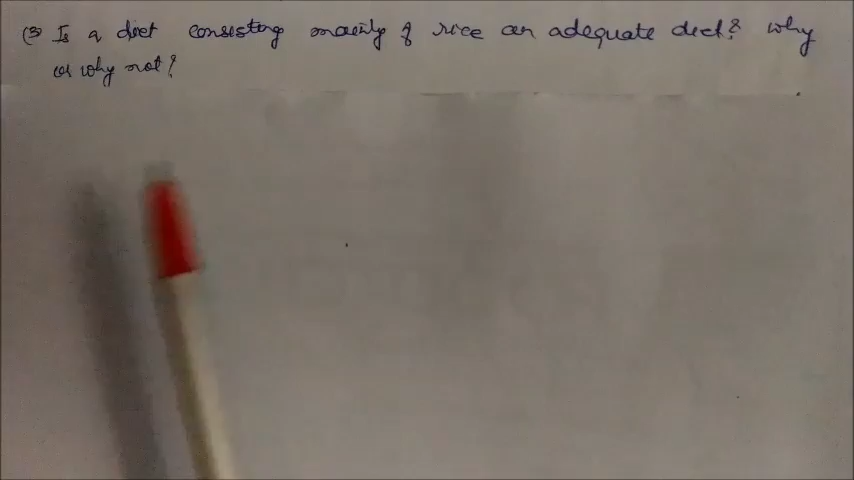 (3) Is a diet consisting mainly of rice an adequate diet? Why
or why not?